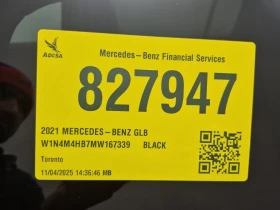 ADESA
Mercedes-Benz Financial Services
827947
2021 MERCEDES-BENZ GLB
W1N4M4HB7MW167339 BLACK
Toronto
11/04/2025 14:36:46 MB